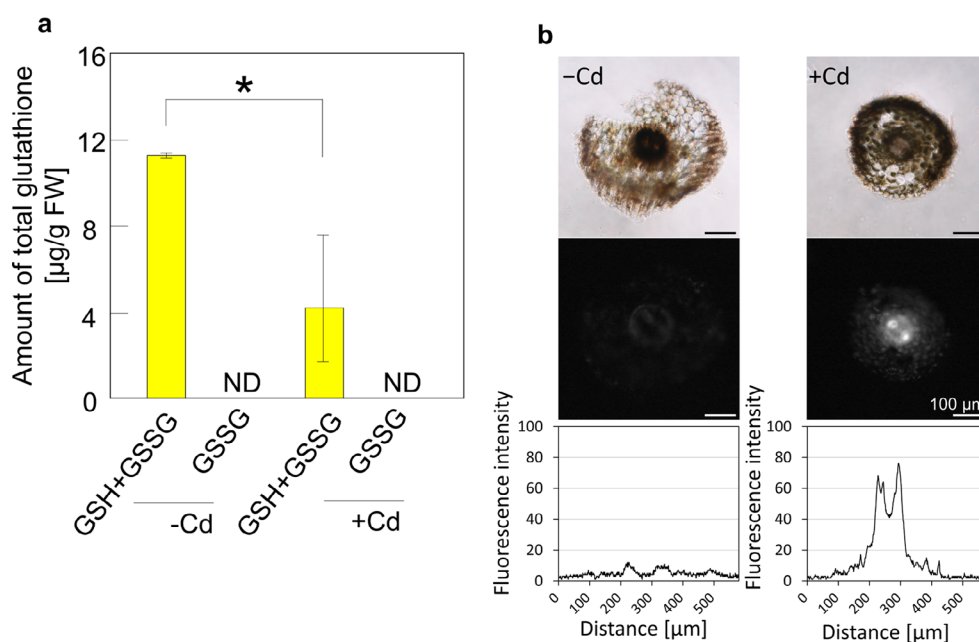 a
Amount of total glutathione
[µg/g FW]
16
12
8
4
0
*
ND
ND
GSH+GSSG
GSSG
GSH+GSSG
GSSG
-Cd
+Cd
b
−Cd
+Cd
100 µm
Fluorescence intensity
100
80
60
40
20
0
0
100
200
300
400
500
Distance [µm]
Fluorescence intensity
100
80
60
40
20
0
0
100
200
300
400
500
Distance [µm]